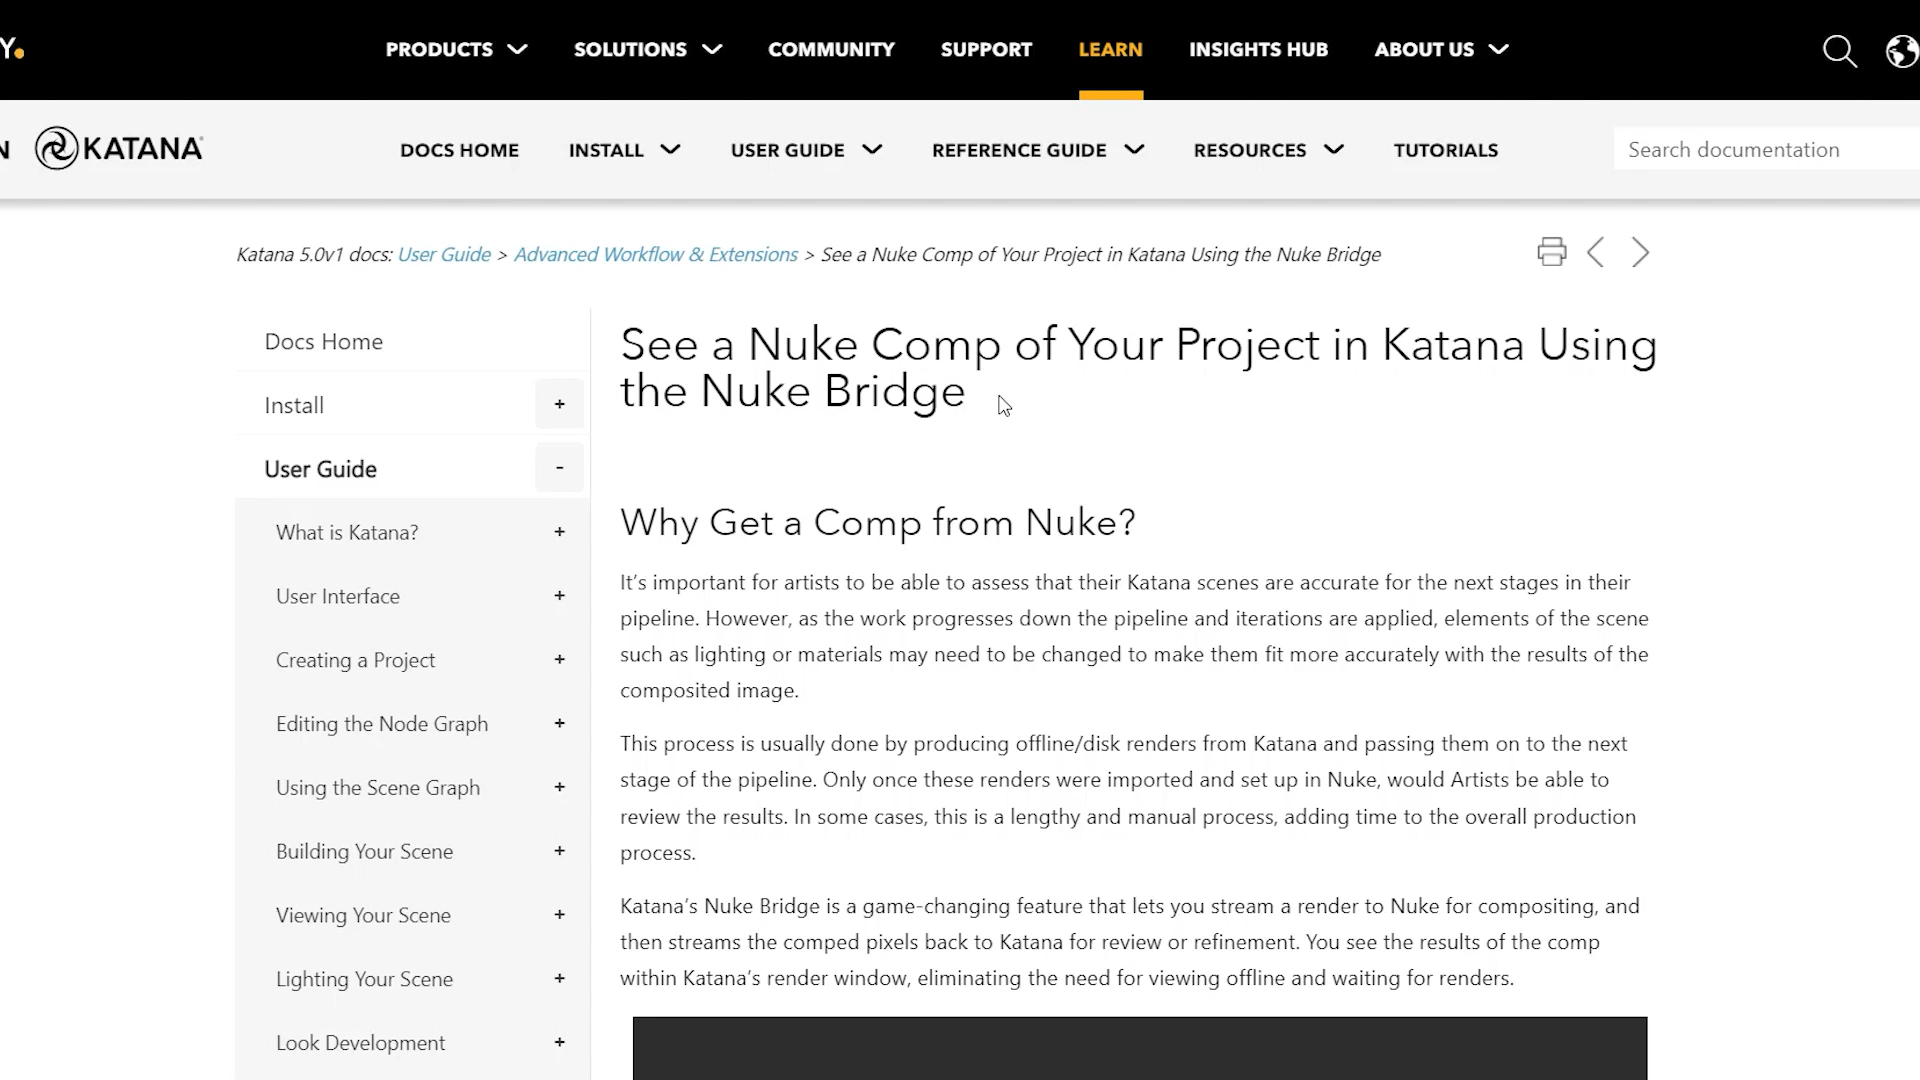 Y.
PRODUCTS SOLUTIONS COMMUNITY SUPPORT LEARN INSIGHTS HUB ABOUT US
N KATANA DOCS HOME INSTALL USER GUIDE REFERENCE GUIDE RESOURCES TUTORIALS Search documentation
Katana 5.0v1 docs: User Guide > Advanced Workflow & Extensions > See a Nuke Comp of Your Project in Katana Using the Nuke Bridge
Docs Home
Install +
User Guide -
What is Katana? +
User Interface +
Creating a Project +
Editing the Node Graph +
Using the Scene Graph +
Building Your Scene +
Viewing Your Scene +
Lighting Your Scene +
Look Development +
See a Nuke Comp of Your Project in Katana Using
the Nuke Bridge
Why Get a Comp from Nuke?
It's important for artists to be able to assess that their Katana scenes are accurate for the next stages in their
pipeline. However, as the work progresses down the pipeline and iterations are applied, elements of the scene
such as lighting or materials may need to be changed to make them fit more accurately with the results of the
composited image.
This process is usually done by producing offline/disk renders from Katana and passing them on to the next
stage of the pipeline. Only once these renders were imported and set up in Nuke, would Artists be able to
review the results. In some cases, this is a lengthy and manual process, adding time to the overall production
process.
Katana's Nuke Bridge is a game-changing feature that lets you stream a render to Nuke for compositing, and
then streams the comped pixels back to Katana for review or refinement. You see the results of the comp
within Katana's render window, eliminating the need for viewing offline and waiting for renders.